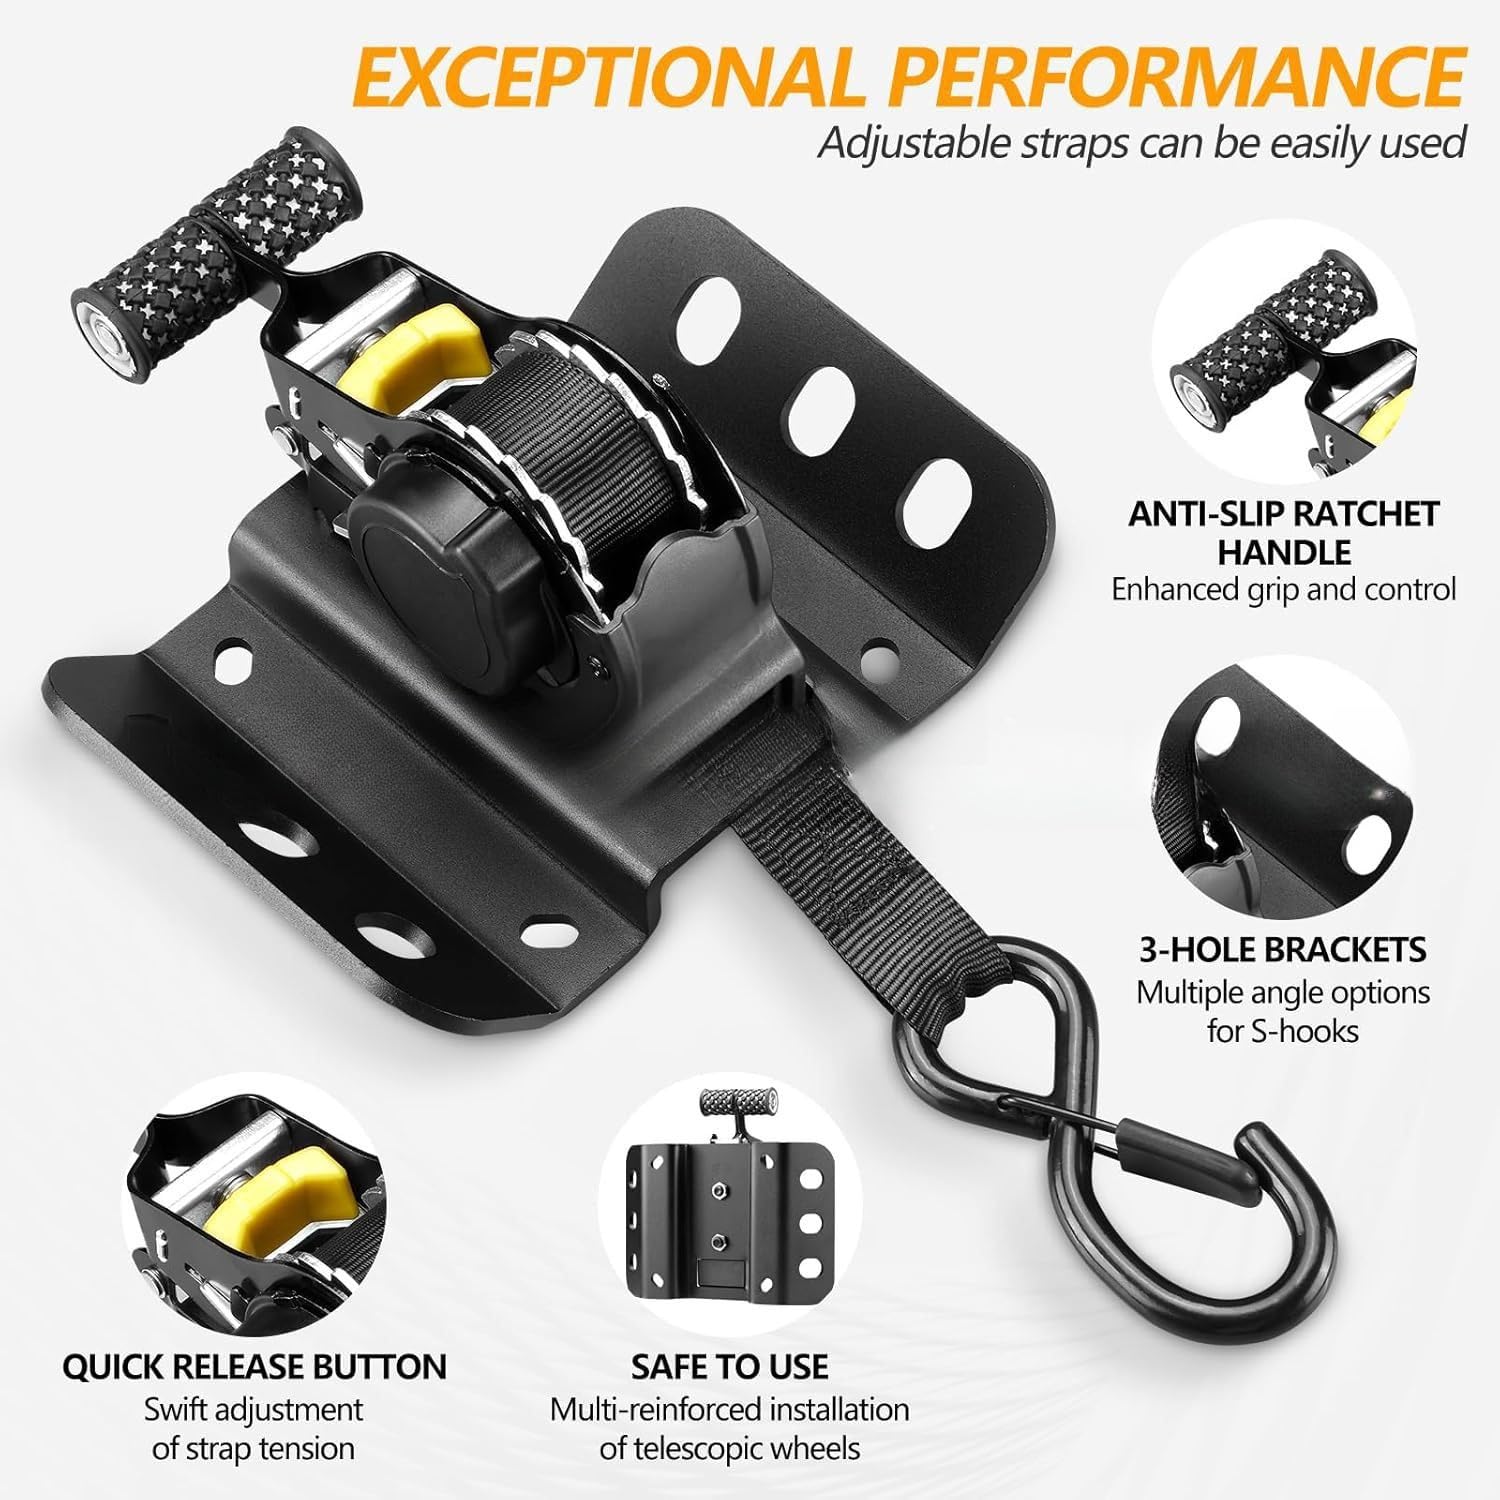 EXCEPTIONAL PERFORMANCE
Adjustable straps can be easily used
ANTI-SLIP RATCHET
HANDLE
Enhanced grip and control
3-HOLE BRACKETS
Multiple angle options
for S-hooks
QUICK RELEASE BUTTON
Swift adjustment
of strap tension
SAFE TO USE
Multi-reinforced installation
of telescopic wheels